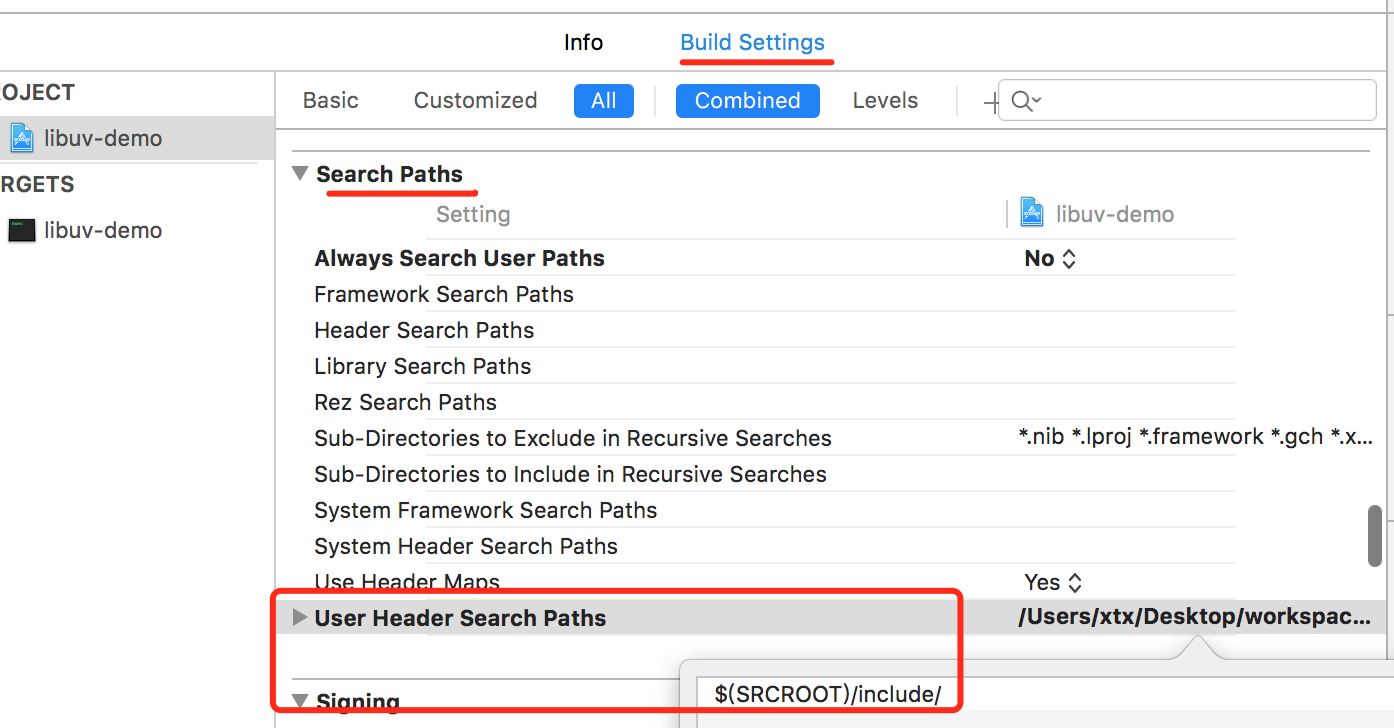 Info Build Settings
OJECT
Basic Customized All Combined Levels
libuv-demo
Search Paths
RGETS
Setting libuv-demo
libuv-demo
Always Search User Paths No
Framework Search Paths
Header Search Paths
Library Search Paths
Rez Search Paths
Sub-Directories to Exclude in Recursive Searches *.nib *.lproj *.framework *.gch *.x...
Sub-Directories to Include in Recursive Searches
System Framework Search Paths
System Header Search Paths
Use Header Maps Yes
User Header Search Paths /Users/xtx/Desktop/workspac...
$(SRCROOT)/include/
Signing